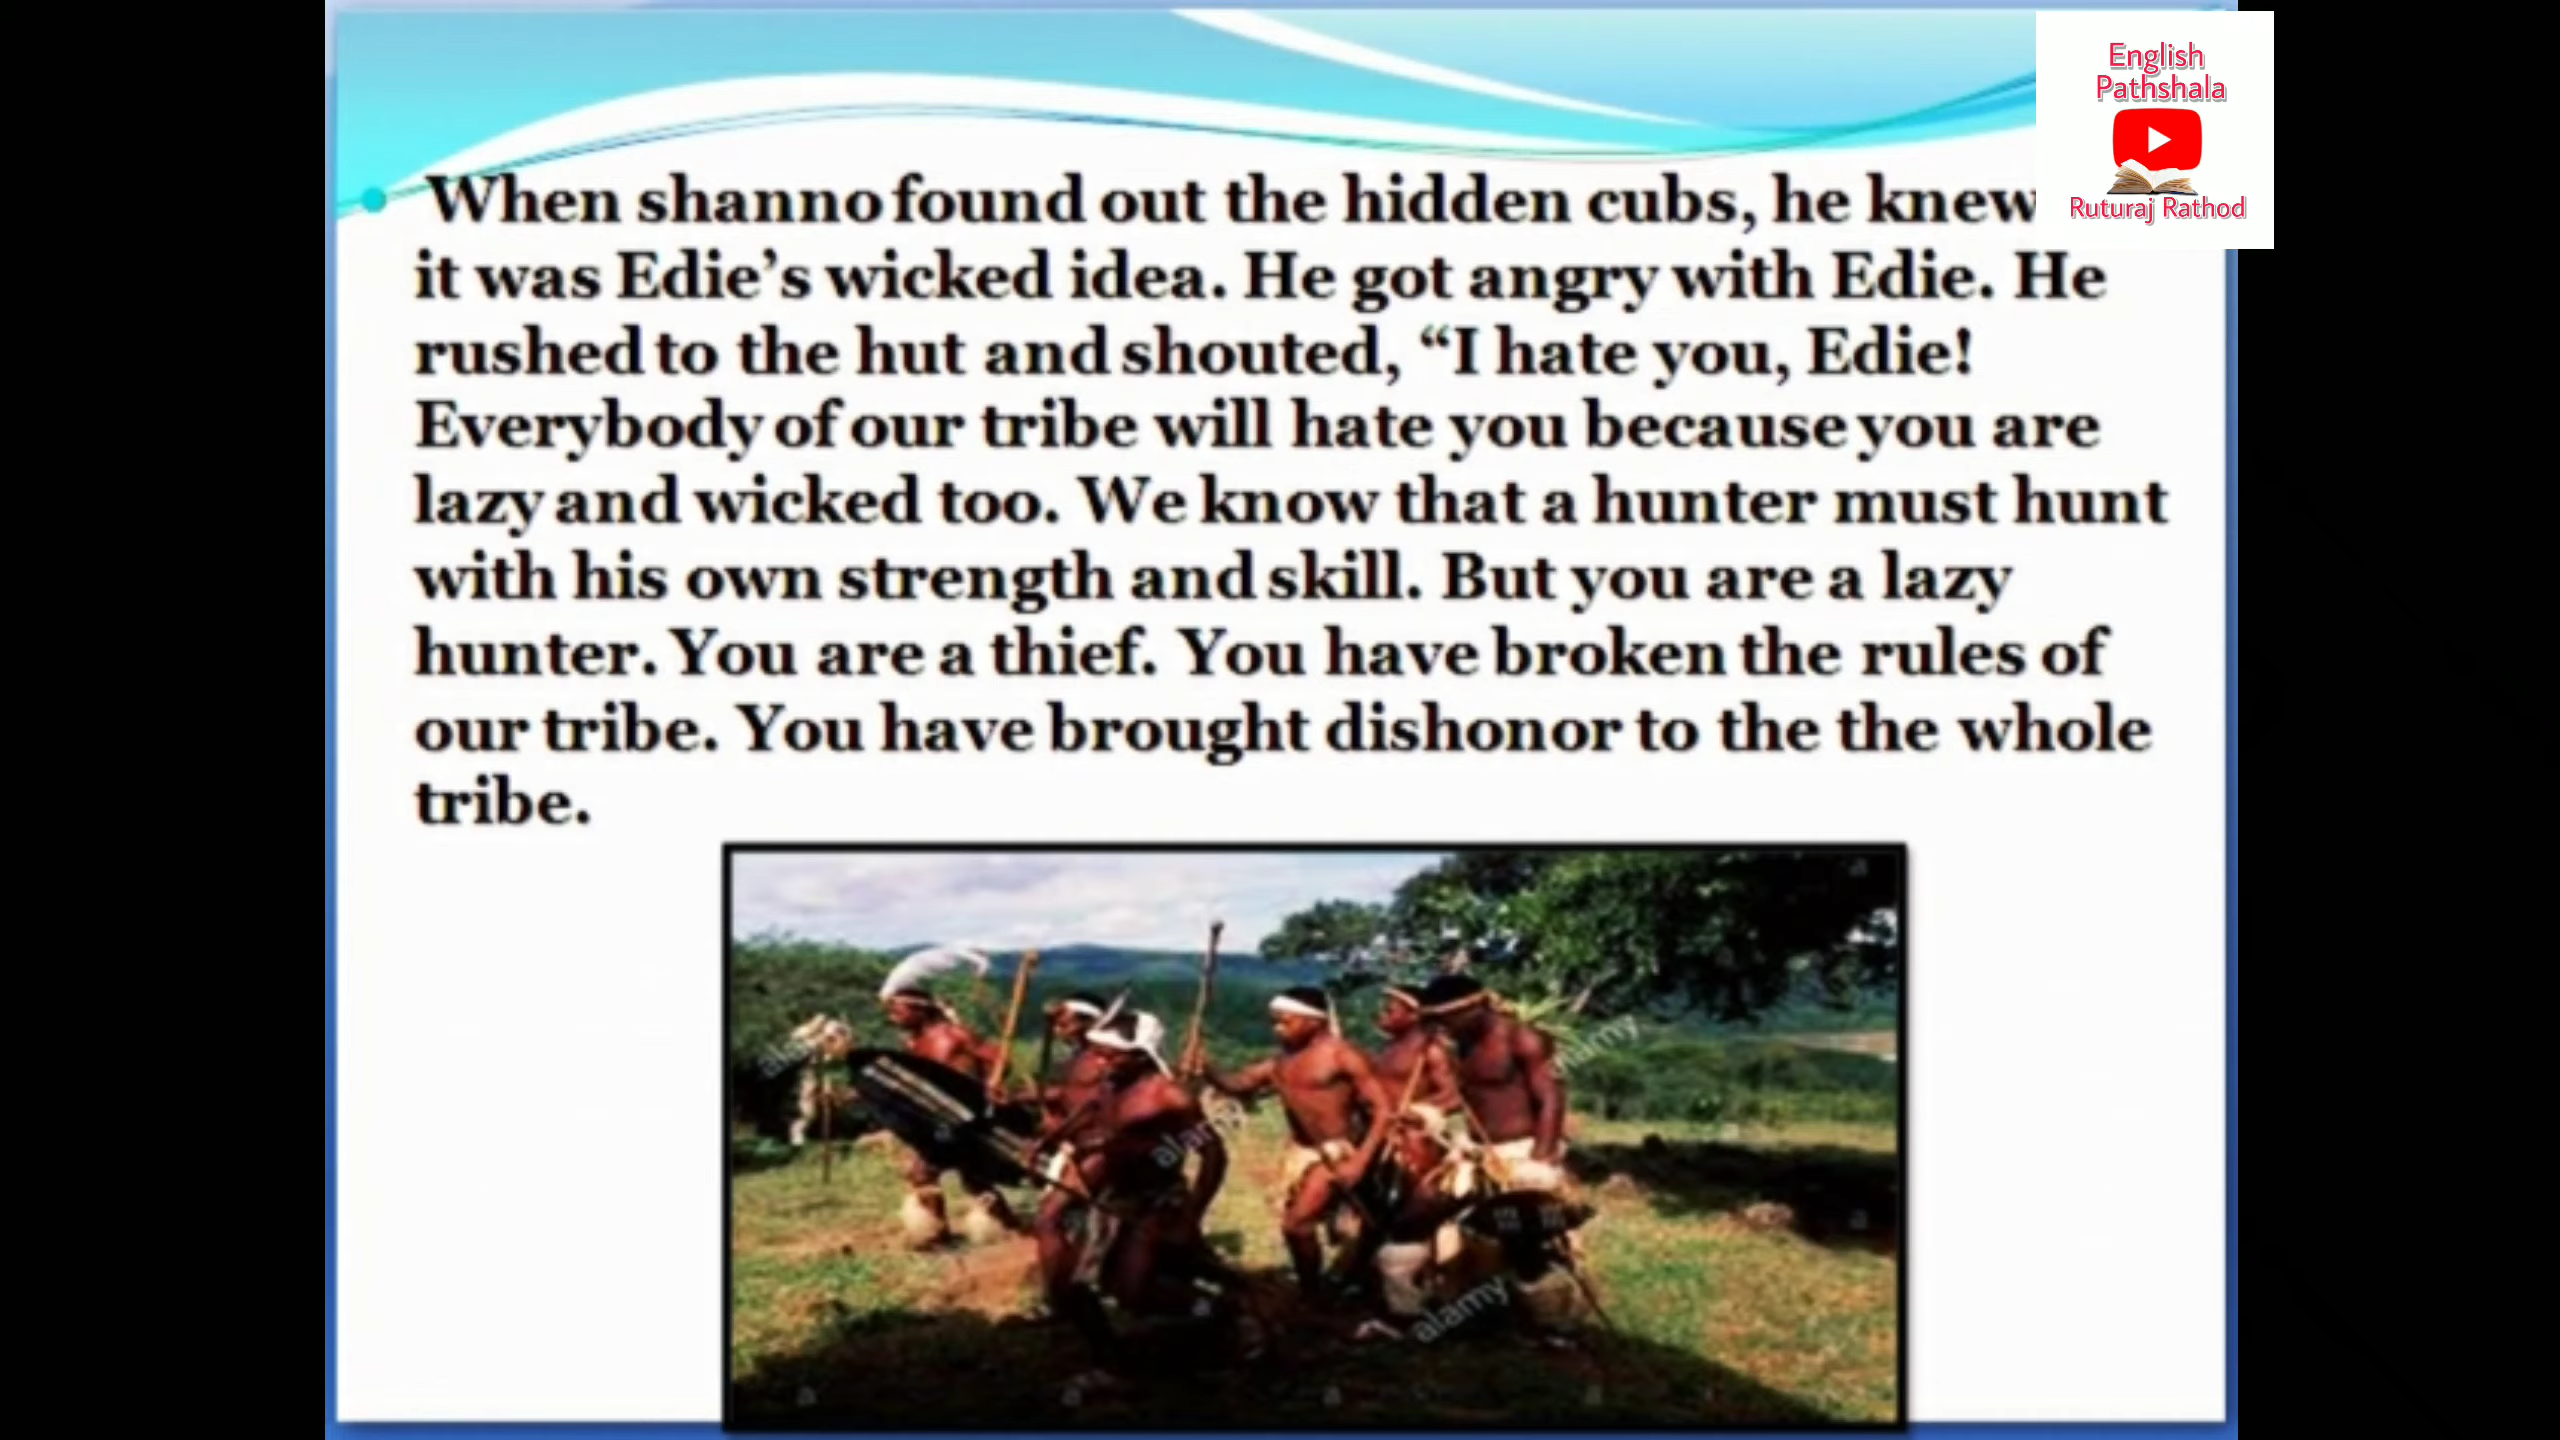 English
Pathshala
Ruturaj Rathod
When shanno found out the hidden cubs, he knew
it was Edie’s wicked idea. He got angry with Edie. He
rushed to the hut and shouted, “I hate you, Edie!
Everybody of our tribe will hate you because you are
lazy and wicked too. We know that a hunter must hunt
with his own strength and skill. But you are a lazy
hunter. You are a thief. You have broken the rules of
our tribe. You have brought dishonor to the the whole
tribe.
alamy
alamy
alamy
alamy